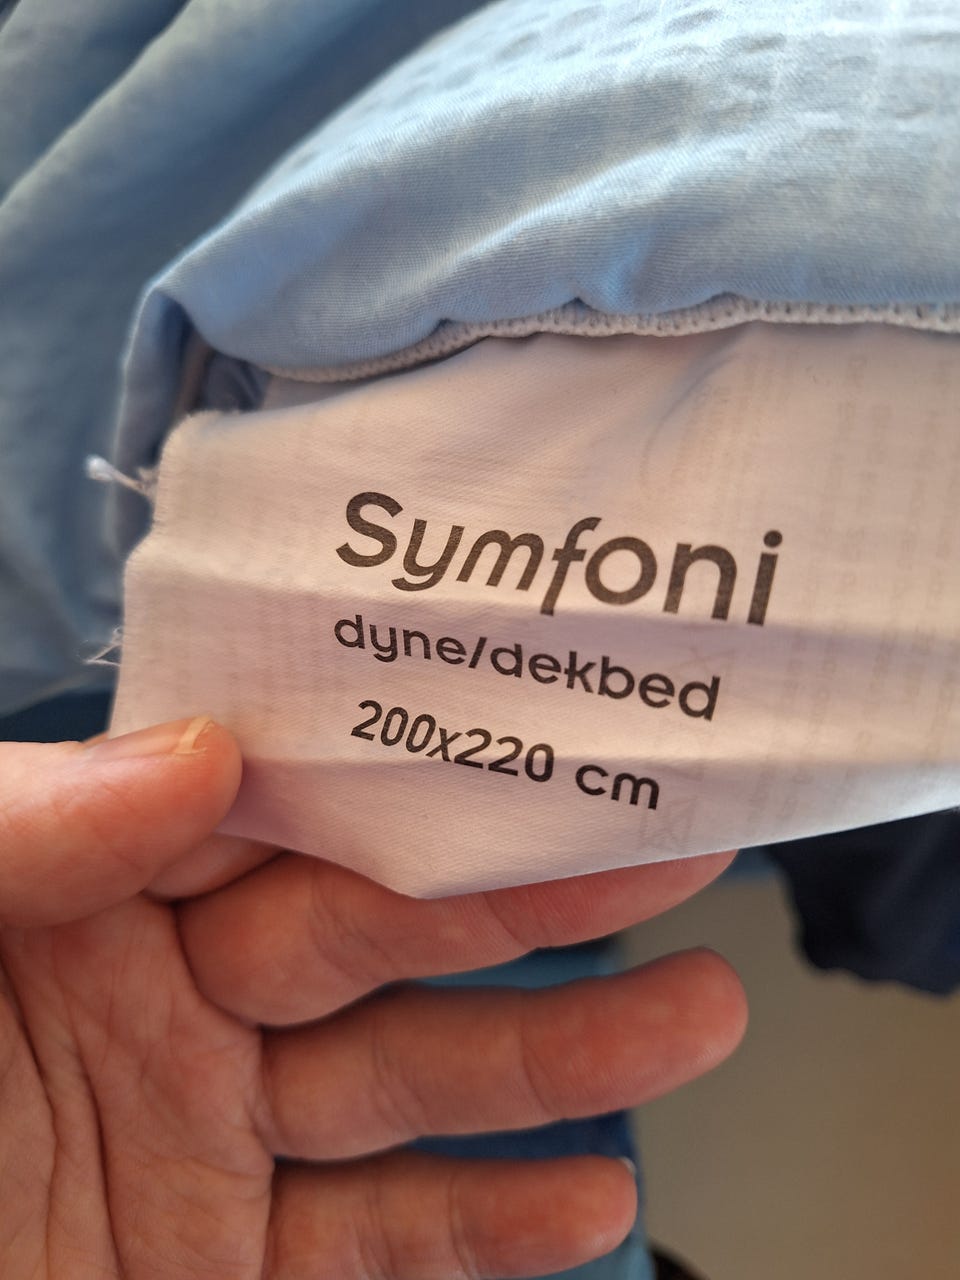 Symfoni
dyne/dekbed
200x220 cm